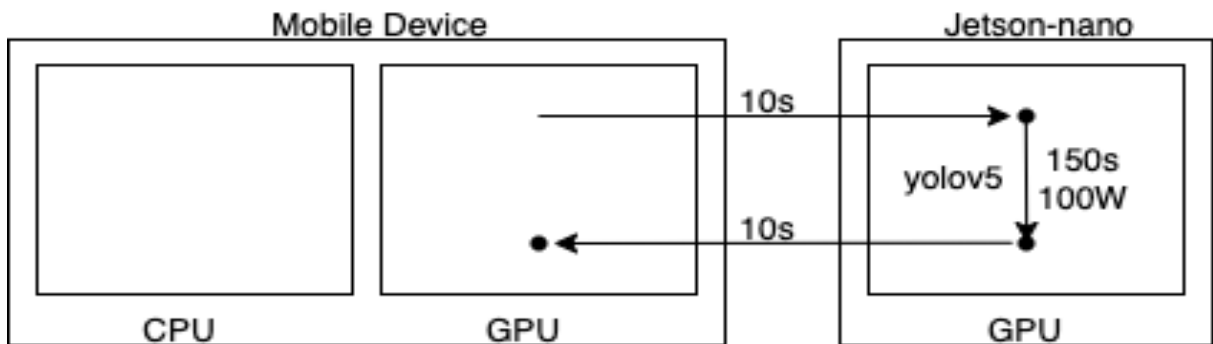 Mobile Device
Jetson-nano
10s
yolov5
150s
100W
10s
CPU
GPU
GPU